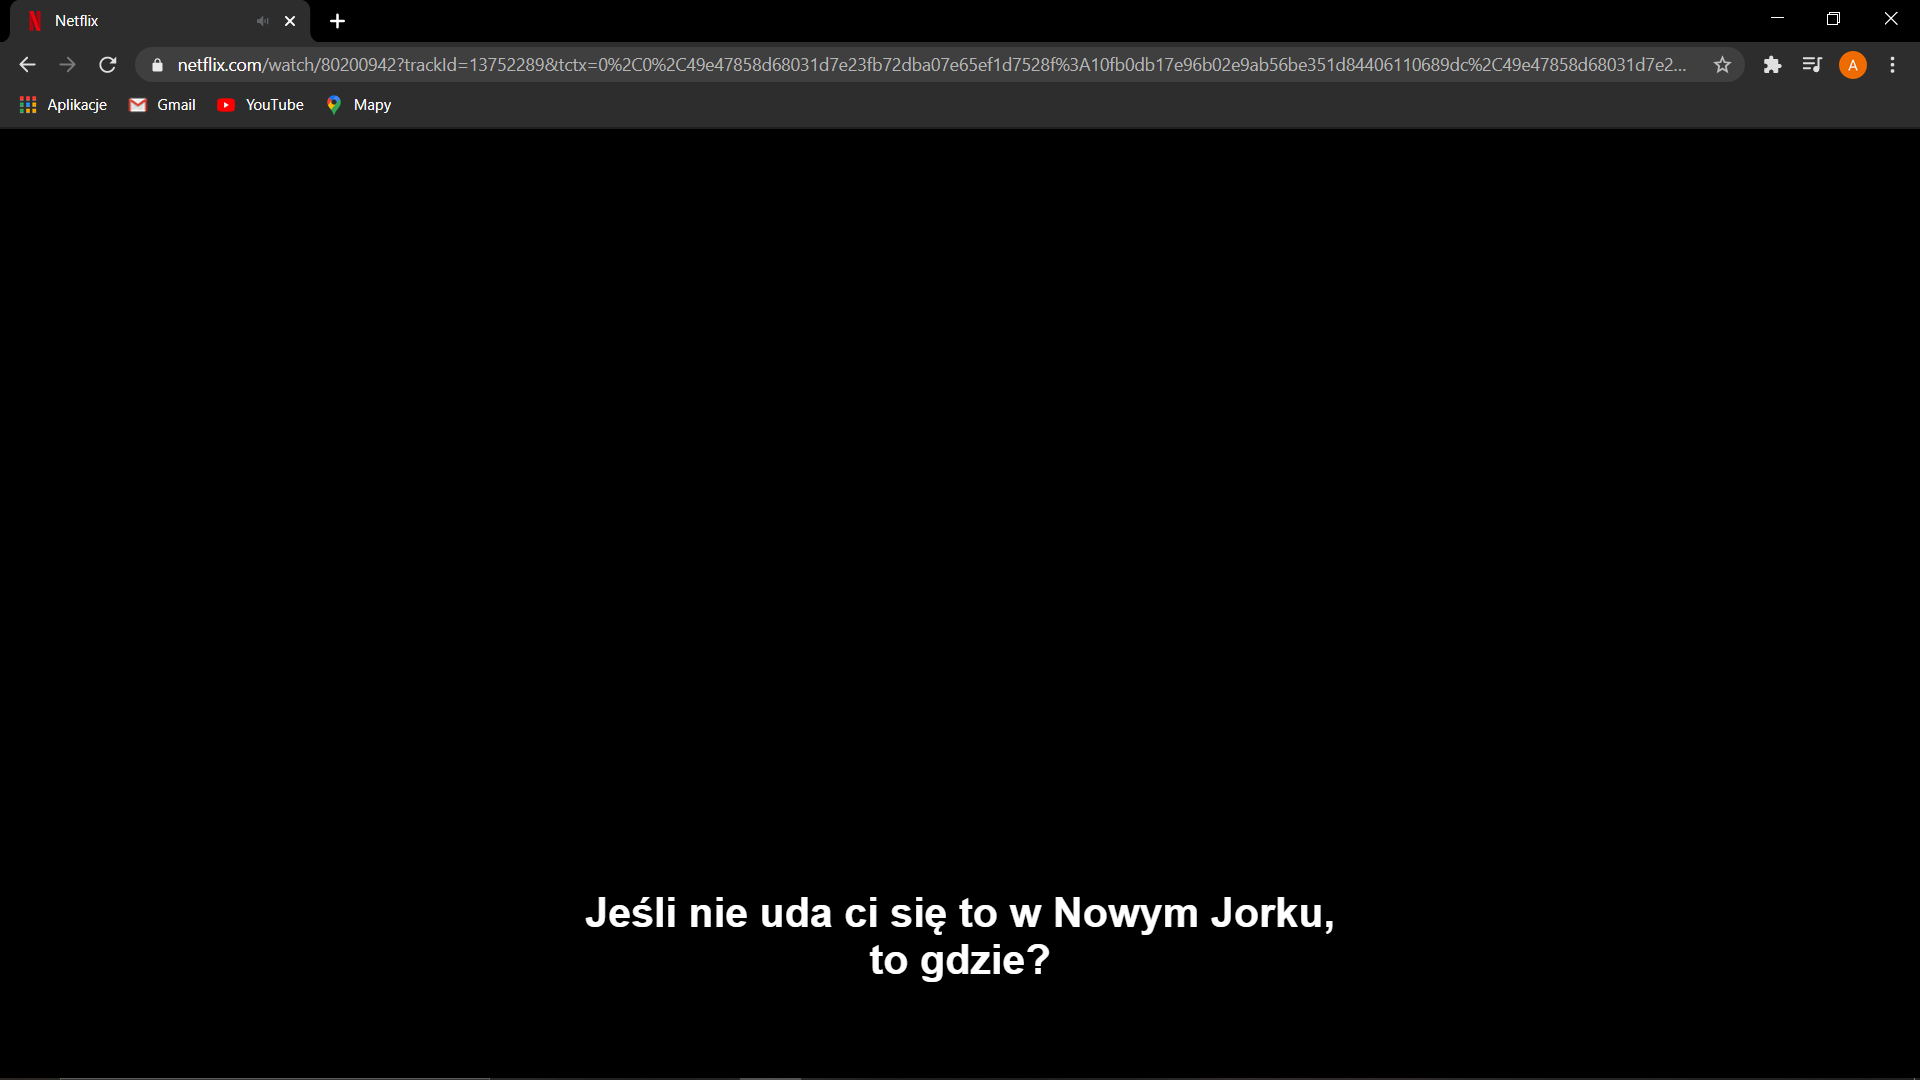 Netflix
netflix.com/watch/80200942?trackId=13752289&tctx=0%2C0%2C49e47858d68031d7e23fb72dba07e65ef1d7528f%3A10fb0db17e96b02e9ab56be351d84406110689dc%2C49e47858d68031d7e2...
A
Aplikacje Gmail YouTube Mapy
Jeśli nie uda ci się to w Nowym Jorku,
to gdzie?